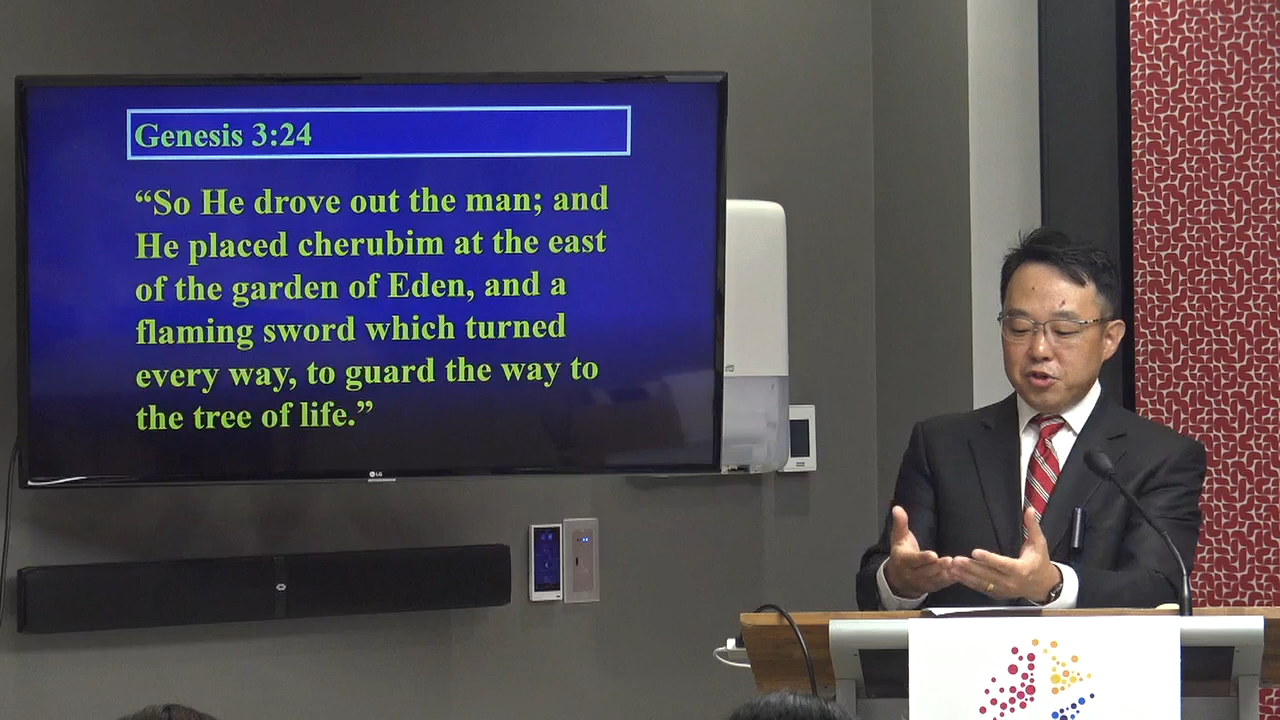 Genesis 3:24
“So He drove out the man; and
He placed cherubim at the east
of the garden of Eden, and a
flaming sword which turned
every way, to guard the way to
the tree of life.”
LG